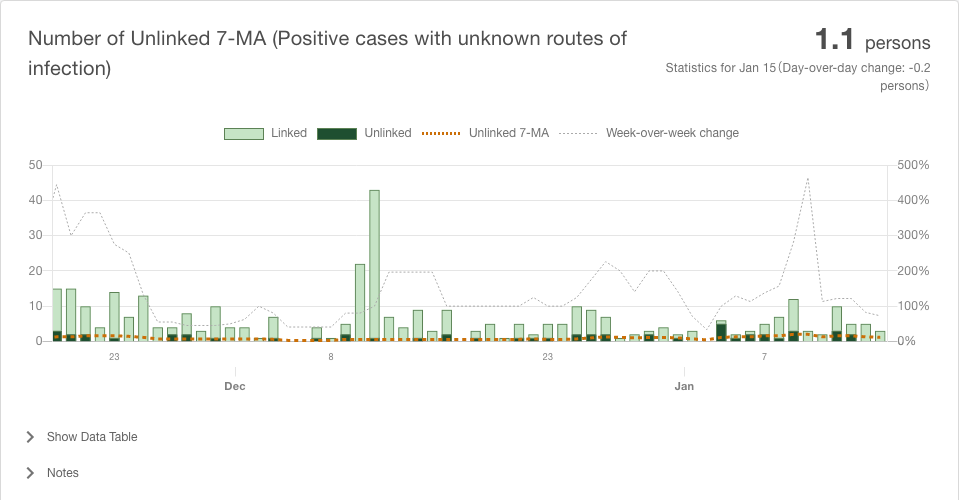 Number of Unlinked 7-MA (Positive cases with unknown routes of
infection)
1.1 persons
Statistics for Jan 15(Day-over-day change: -0.2
persons)
Linked Unlinked Unlinked 7-MA Week-over-week change
50 500%
40 400%
30 300%
20 200%
10 100%
0 0%
23 8 23 7
Dec Jan
Show Data Table
Notes